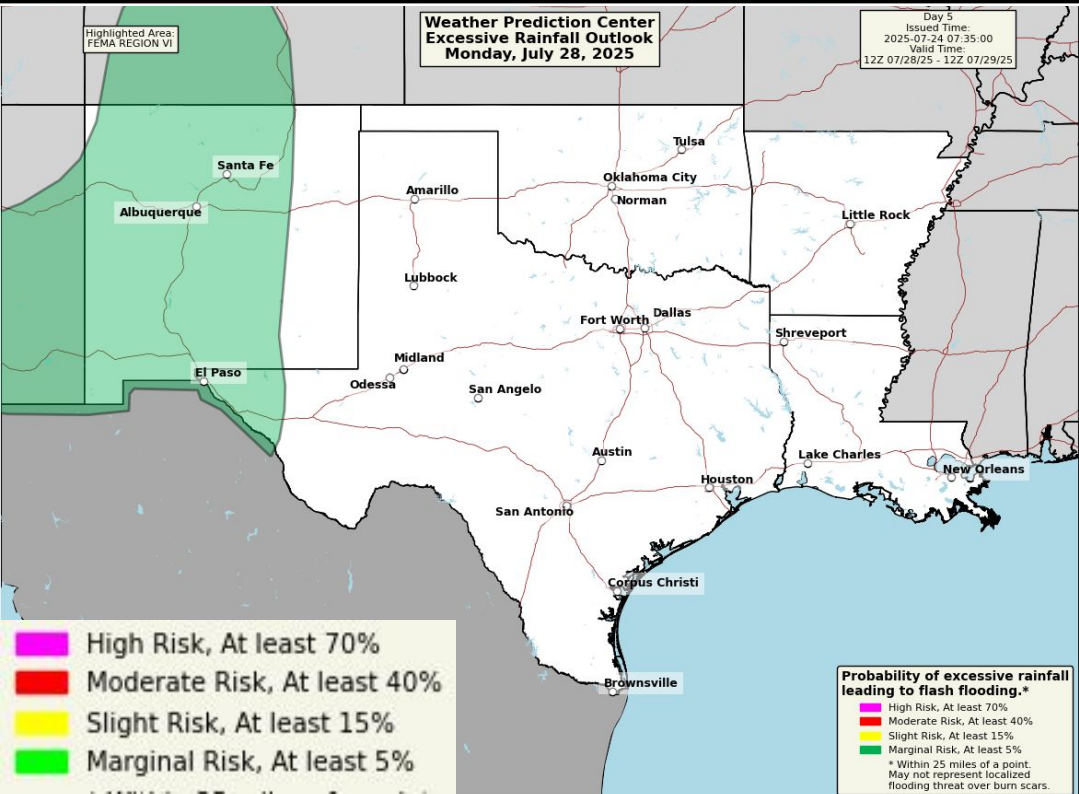 Highlighted Area:
FEMA REGION VI
Weather Prediction Center
Excessive Rainfall Outlook
Monday, July 28, 2025
Day 5
Issued Time:
2025-07-24 07:35:00
Valid Time:
12Z 07/28/25 - 12Z 07/29/25
Tulsa
Santa Fe
Oklahoma City
Amarillo
Norman
Albuquerque
Little Rock
Lubbock
Fort Worth
Dallas
Shreveport
Midland
El Paso
Odessa
San Angelo
Austin
Lake Charles
New Orleans
Houston
San Antonio
Corpus Christi
Brownsville
High Risk, At least 70%
Moderate Risk, At least 40%
Slight Risk, At least 15%
Marginal Risk, At least 5%
Probability of excessive rainfall
leading to flash flooding.*
High Risk, At least 70%
Moderate Risk, At least 40%
Slight Risk, At least 15%
Marginal Risk, At least 5%
* Within 25 miles of a point.
May not represent localized
flooding threat over burn scars.